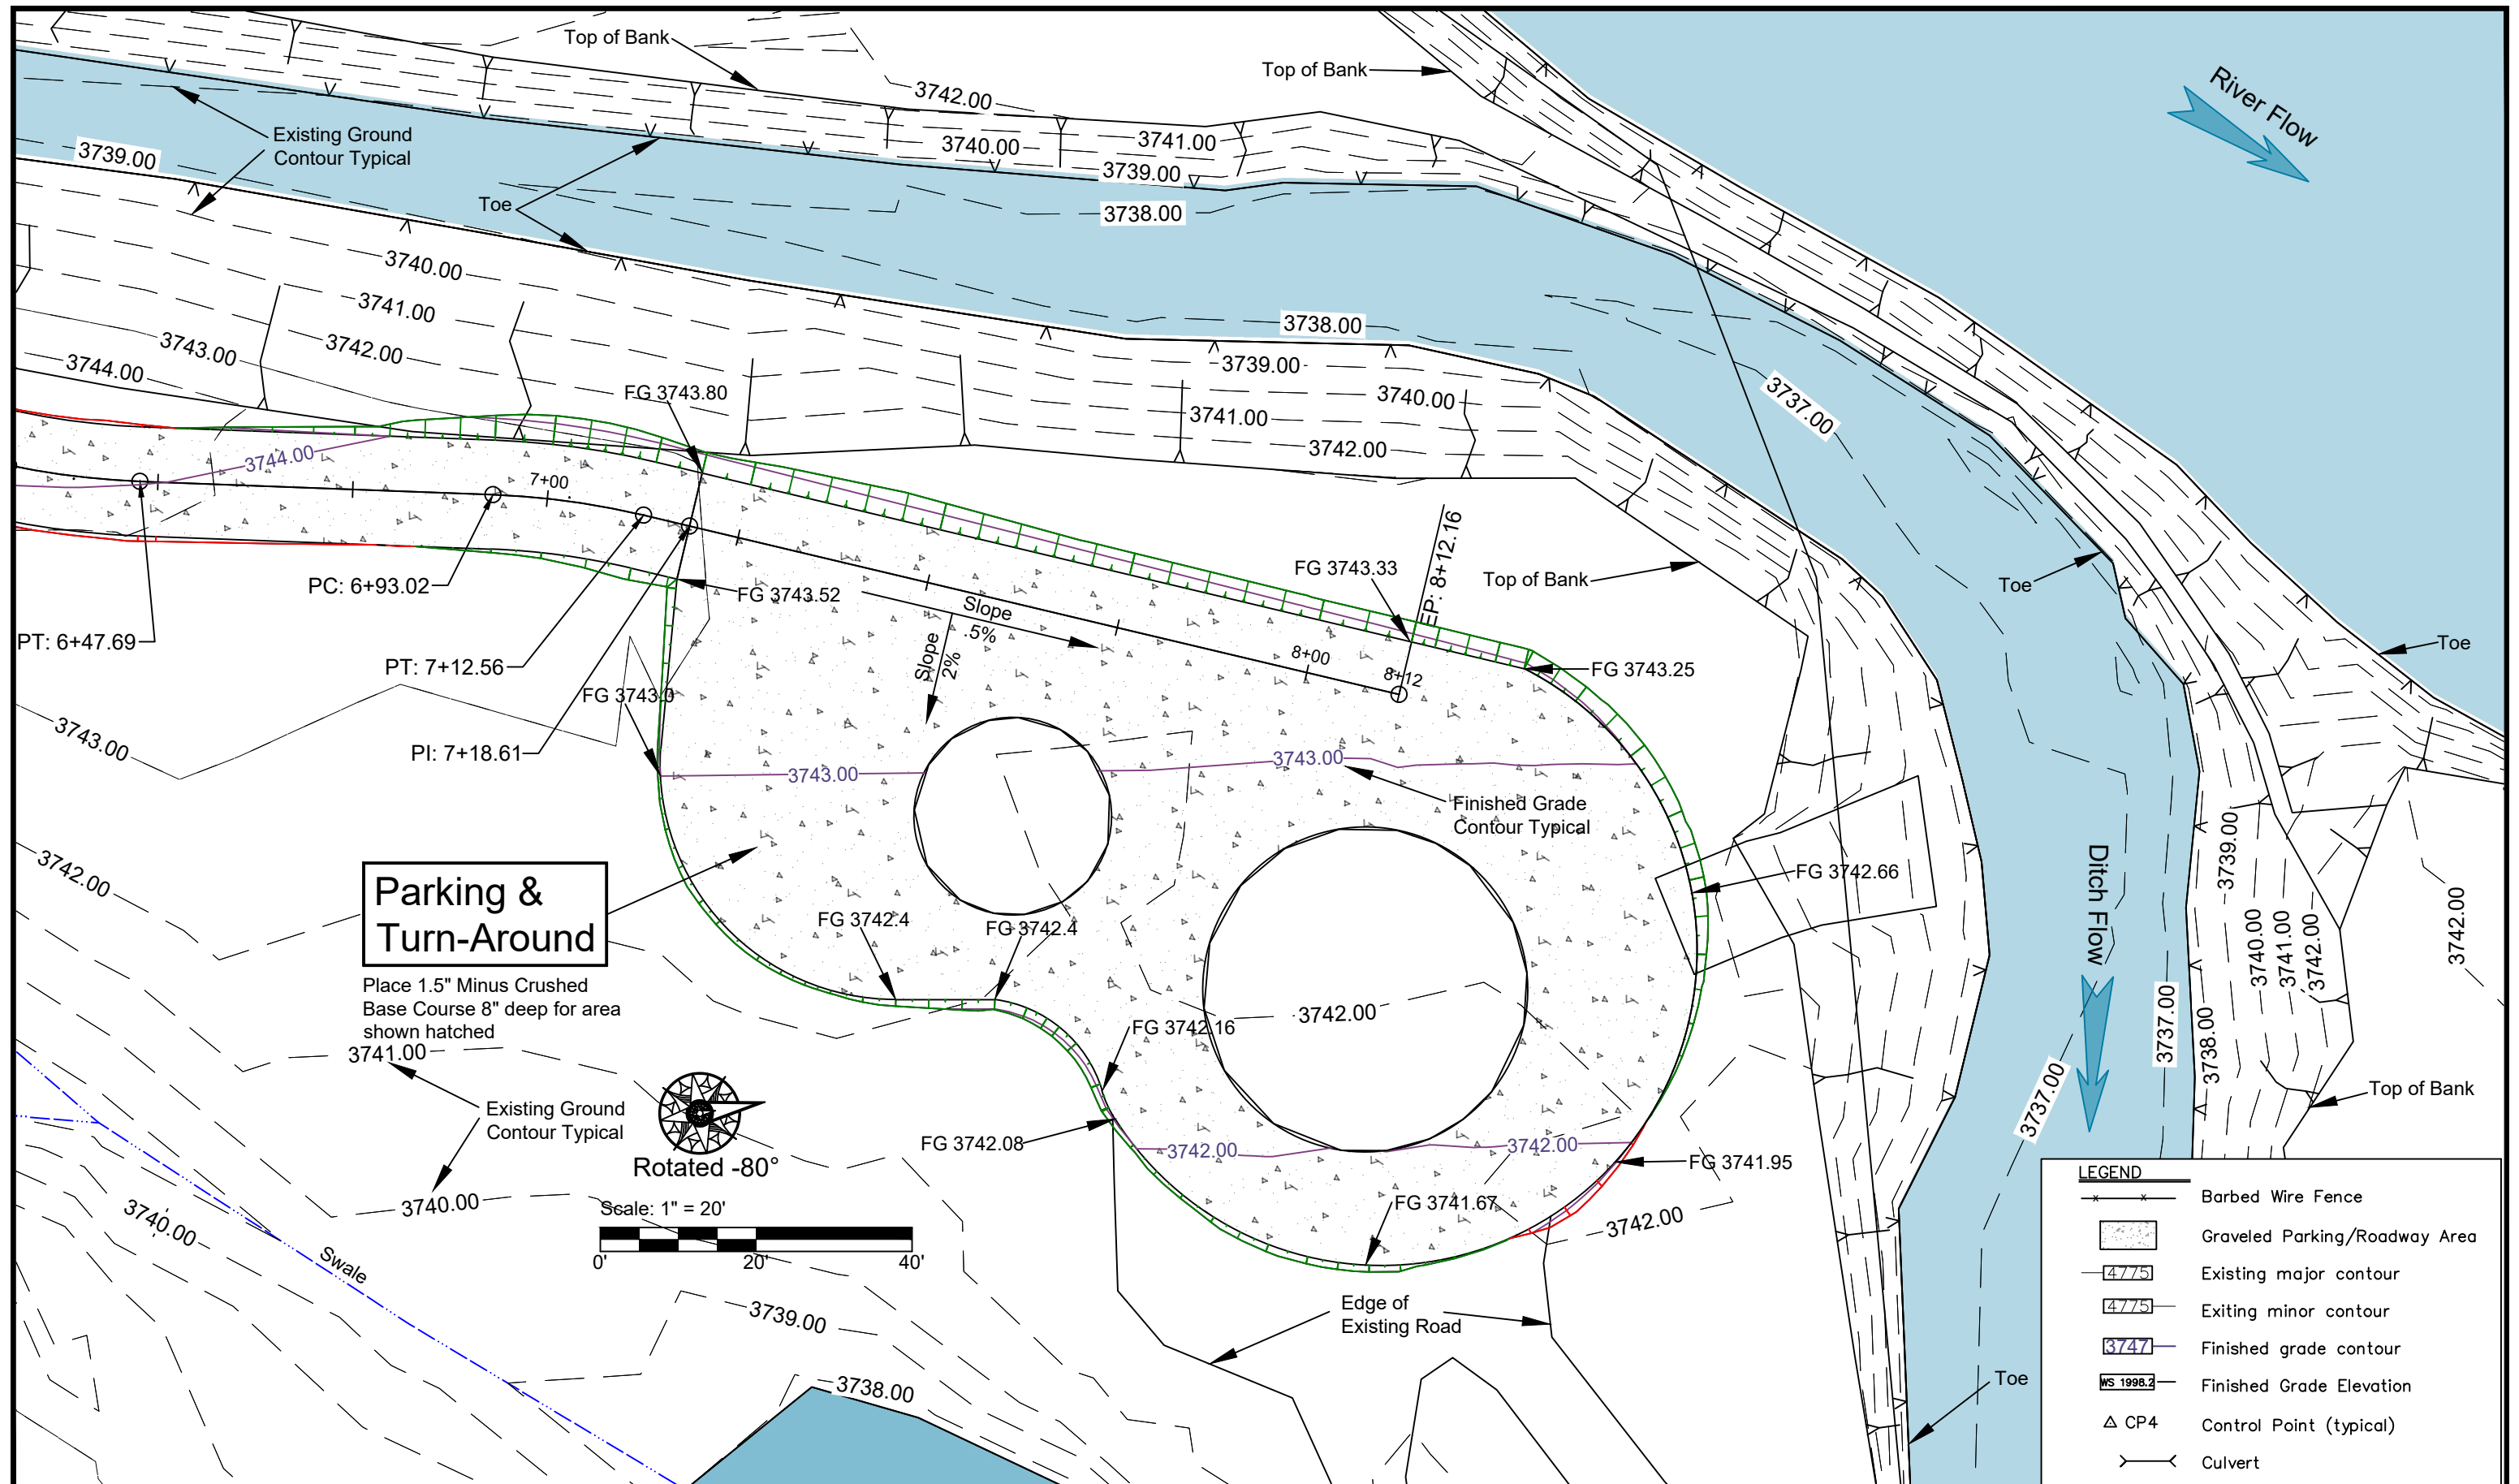 Top of Bank
Top of Bank
River Flow
3742.00
Existing Ground
Contour Typical
3741.00
3740.00
3739.00
3739.00
Toe
3738.00
3740.00
3741.00
3738.00
3743.00
3742.00
3744.00
3739.00
3740.00
3741.00
3742.00
3737.00
FG 3743.80
3744.00
7+00
EP: 8+12.16
FG 3743.33
Top of Bank
Toe
PC: 6+93.02
FG 3743.52
Slope
.5%
Slope
2%
PT: 6+47.69
PT: 7+12.56
8+00
8+12
FG 3743.25
Toe
FG 3743.0
3743.00
PI: 7+18.61
3743.00
3743.00
Finished Grade
Contour Typical
3742.00
Parking &
Turn-Around
FG 3742.66
FG 3742.4
FG 3742.4
Ditch Flow
3739.00
3740.00
3741.00
3742.00
3742.00
Place 1.5" Minus Crushed
Base Course 8" deep for area
shown hatched
3742.00
FG 3742.16
3741.00
3737.00
3738.00
3737.00
Existing Ground
Contour Typical
Top of Bank
FG 3742.08
3742.00
3742.00
FG 3741.95
Rotated -80°
3740.00
3740.00
Scale: 1" = 20'
0'
20'
40'
FG 3741.67
3742.00
Swale
3739.00
Edge of
Existing Road
3738.00
Toe
LEGEND
Barbed Wire Fence
Graveled Parking/Roadway Area
4775
Existing major contour
4775
Exiting minor contour
3747
Finished grade contour
WS 1998.2
Finished Grade Elevation
CP4
Control Point (typical)
Culvert